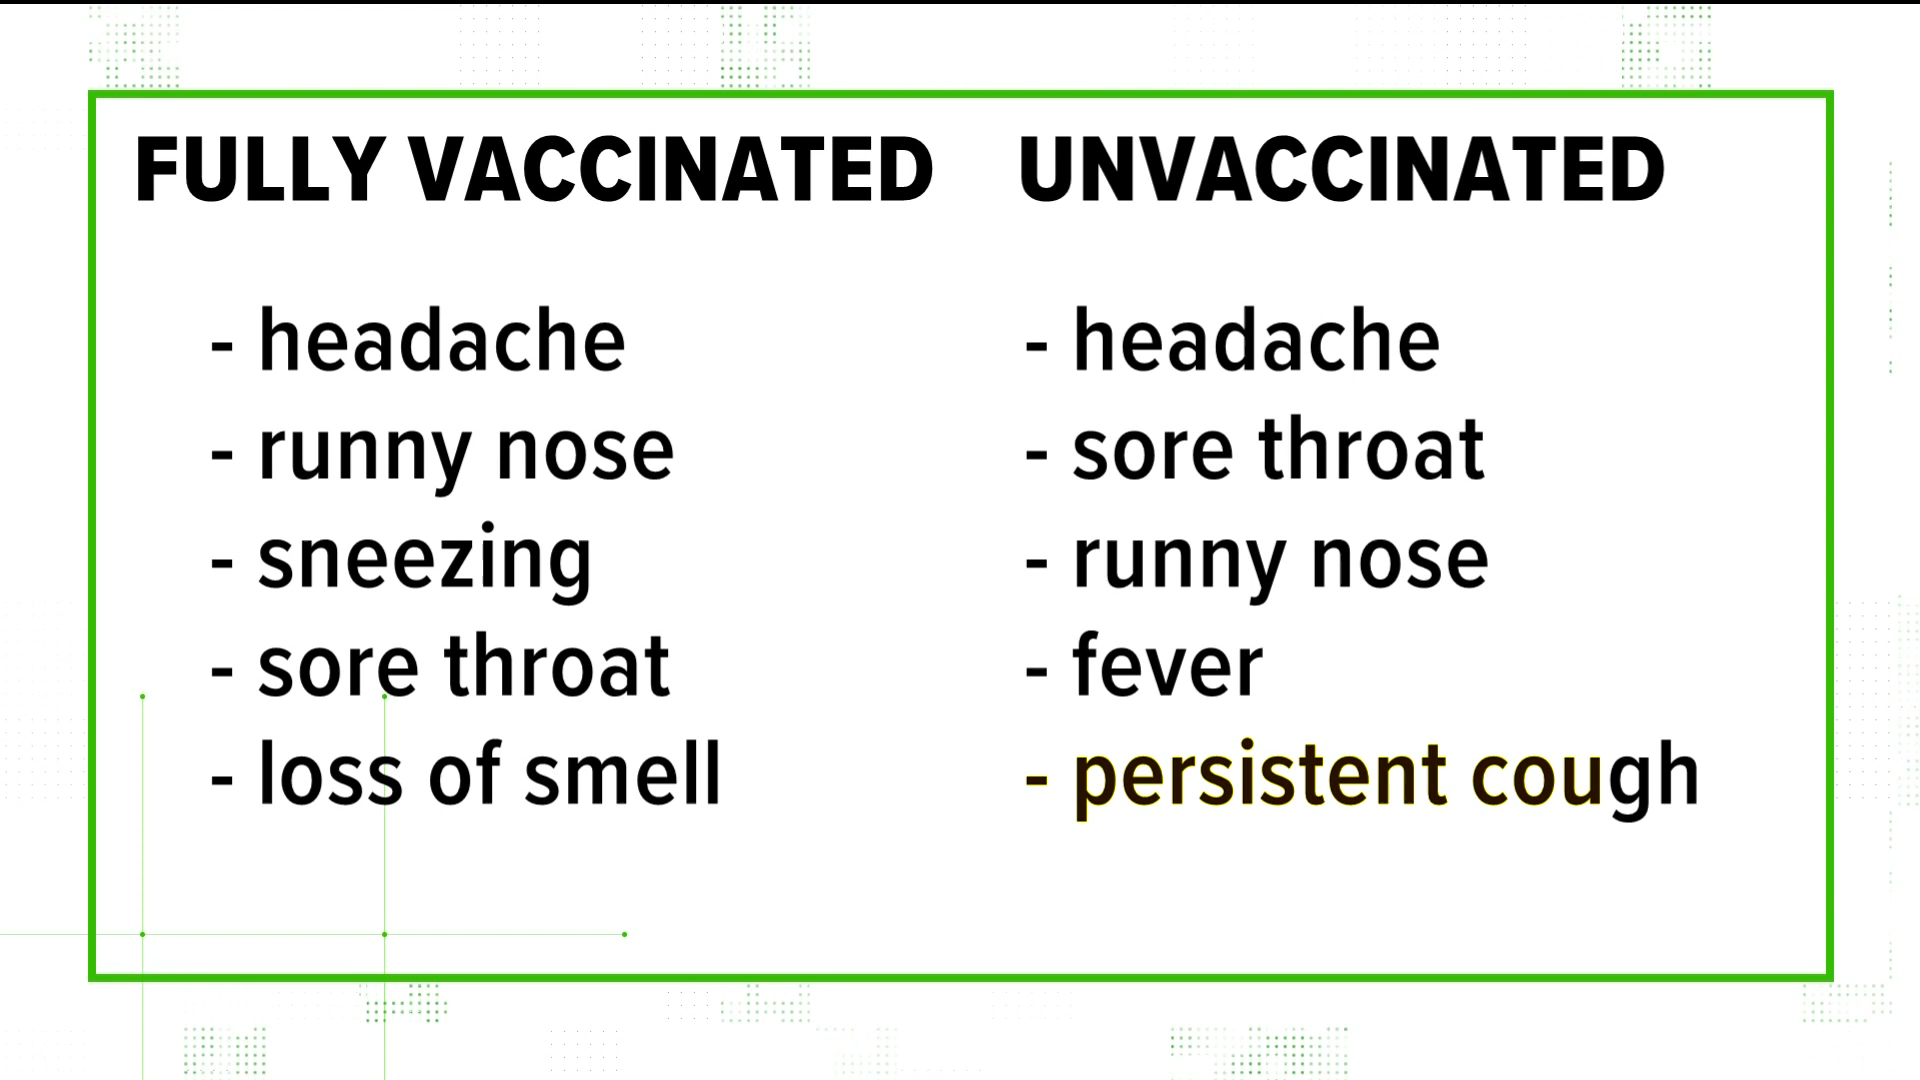 FULLY VACCINATED
- headache
- runny nose
- sneezing
- sore throat
- loss of smell
UNVACCINATED
- headache
- sore throat
- runny nose
- fever
- persistent cough